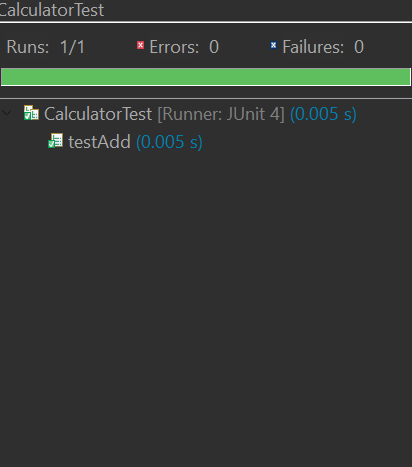 CalculatorTest
Runs: 1/1 Errors: 0 Failures: 0
CalculatorTest [Runner: JUnit 4] (0.005 s)
testAdd (0.005 s)